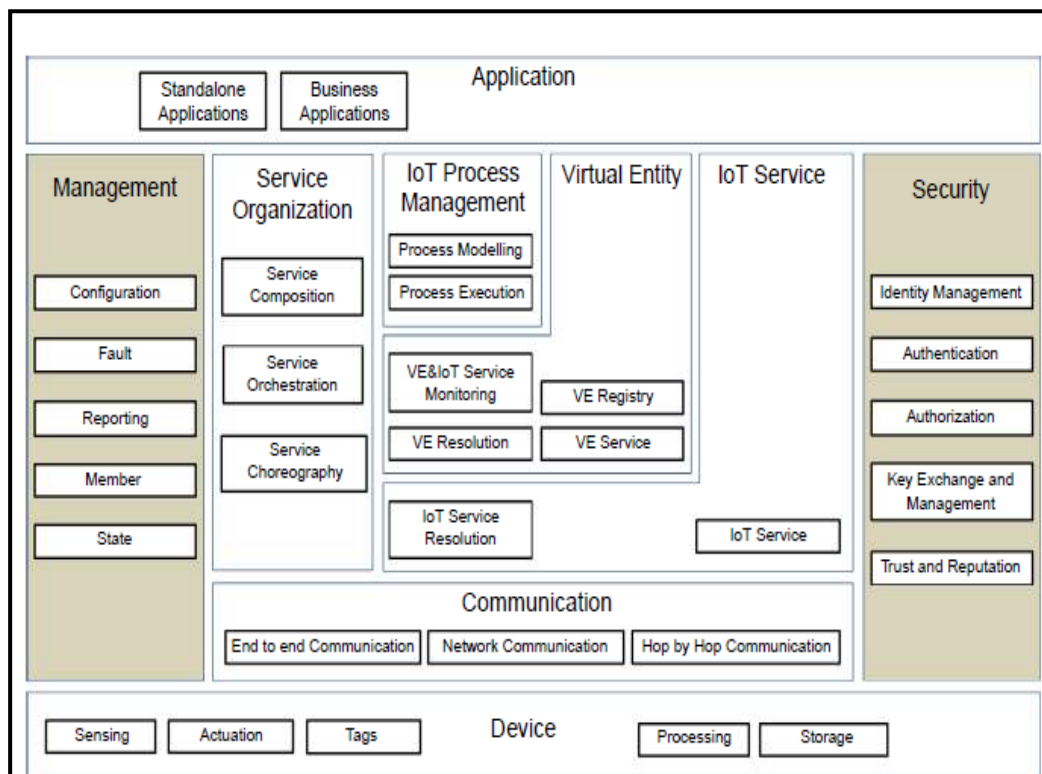 Application
Standalone
Applications
Business
Applications
Management
Configuration
Fault
Reporting
Member
State
Service
Organization
Service
Composition
Service
Orchestration
Service
Choreography
IoT Process
Management
Process Modelling
Process Execution
Virtual Entity
VE&IoT Service
Monitoring
VE Resolution
VE Registry
VE Service
IoT Service
IoT Service
Resolution
IoT Service
Security
Identity Management
Authentication
Authorization
Key Exchange and
Management
Trust and Reputation
Communication
End to end Communication
Network Communication
Hop by Hop Communication
Device
Sensing
Actuation
Tags
Processing
Storage